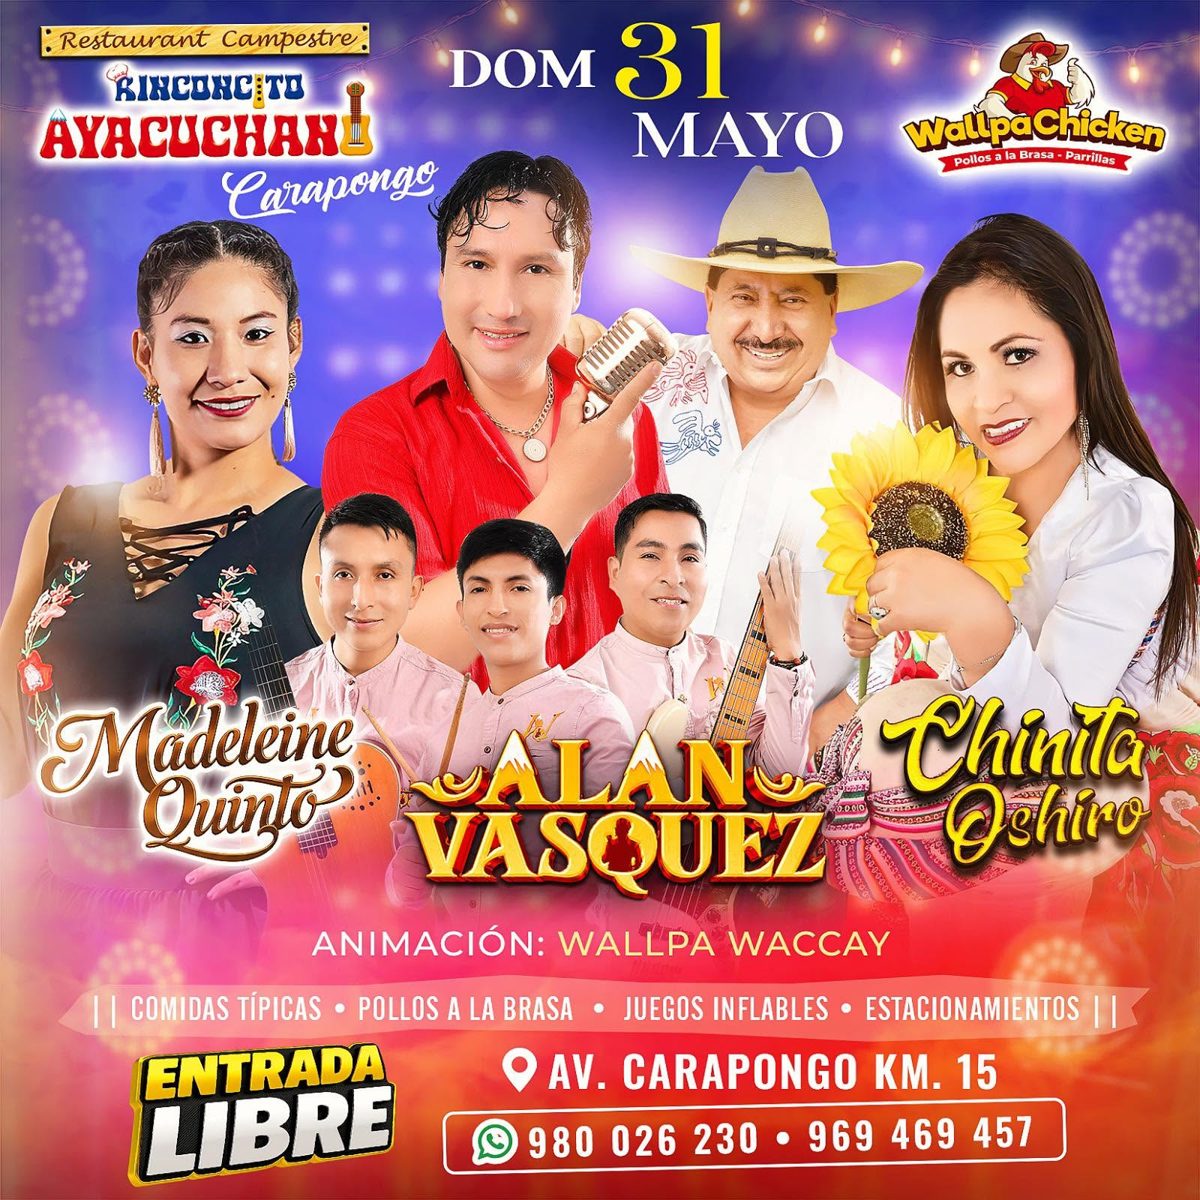 Restaurant Campestre
RINCONCITO
AYACUCHANO
Carapongo
DOM 31
MAYO
WallpaChicken
Pollos a la Brasa - Parrillas
Madeleine
Quinto
ALAN
VASQUEZ
Chinita
Oshiro
ANIMACIÓN: WALLPA WACCAY
|| COMIDAS TÍPICAS • POLLOS A LA BRASA • JUEGOS INFLABLES • ESTACIONAMIENTOS ||
ENTRADA
LIBRE
AV. CARAPONGO KM. 15
980 026 230 • 969 469 457